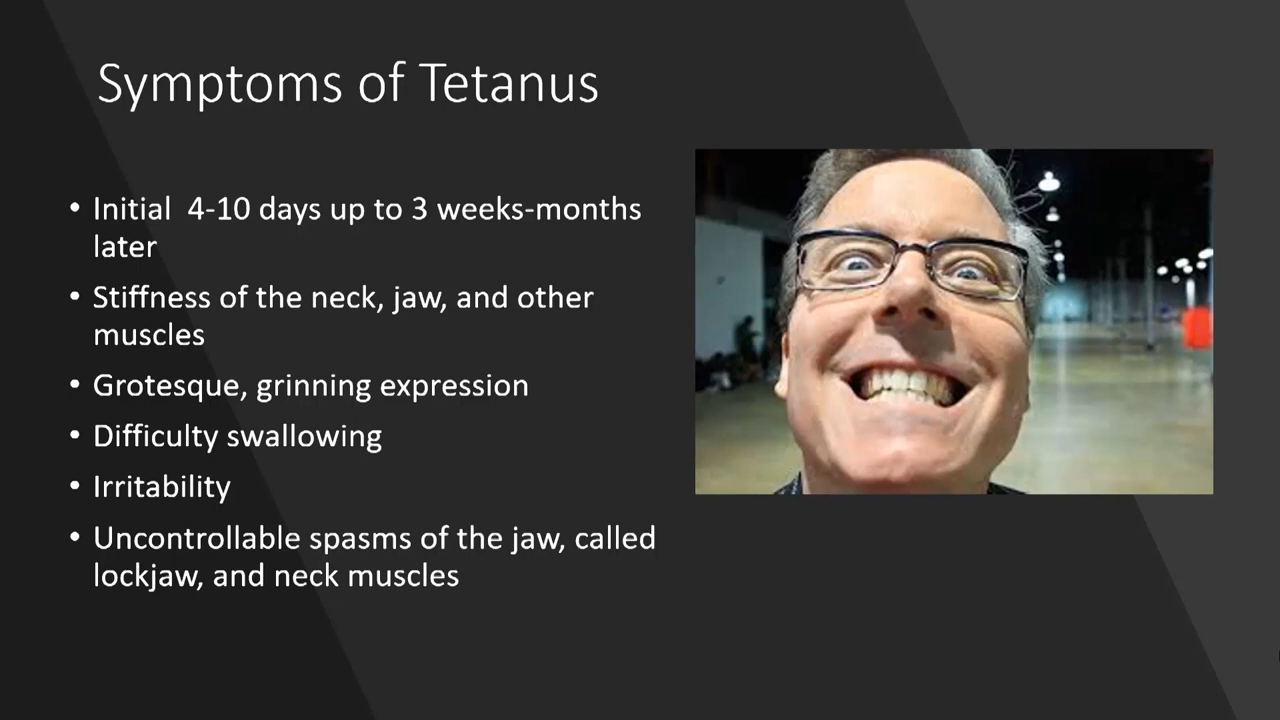 Symptoms of Tetanus
• Initial  4-10 days up to 3 weeks-months
later
• Stiffness of the neck, jaw, and other
muscles
• Grotesque, grinning expression
• Difficulty swallowing
• Irritability
• Uncontrollable spasms of the jaw, called
lockjaw, and neck muscles